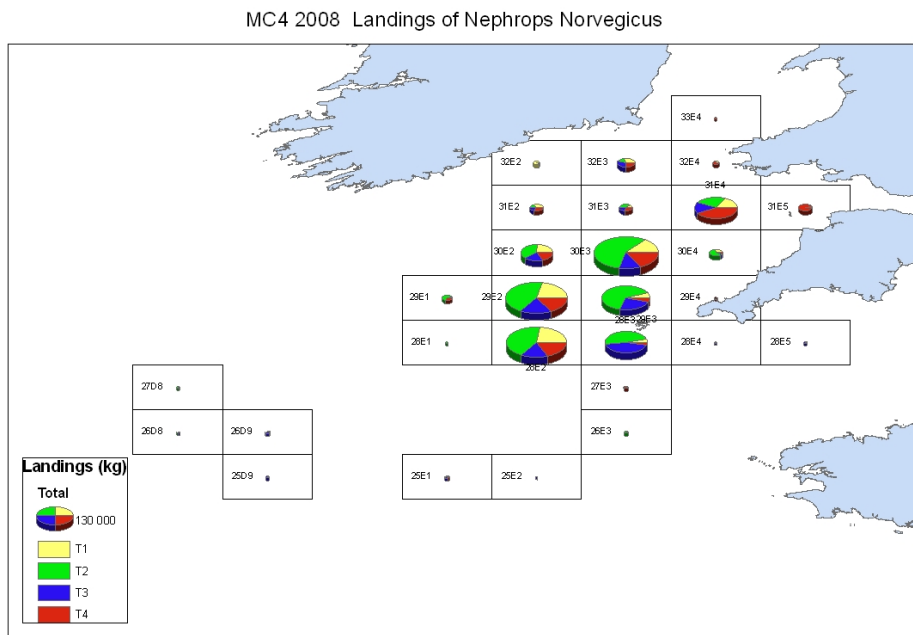 MC4 2008 Landings of Nephrops Norvegicus
33E4
32E2
32E3
32E4
31E4
31E2
31E3
31E5
30E2
30E3
30E4
29E1
29E2
29E4
28E3
29E3
28E1
28E4
28E5
28E2
27D8
27E3
26D8
26D9
26E3
25D9
25E1
25E2
Landings (kg)
Total
130 000
T1
T2
T3
T4